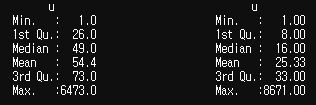 u u
Min. : 1.0 Min. : 1.00
1st Qu.: 26.0 1st Qu.: 8.00
Median : 49.0 Median : 16.00
Mean : 54.4 Mean : 25.33
3rd Qu.: 73.0 3rd Qu.: 33.00
Max. :6473.0 Max. :8671.00